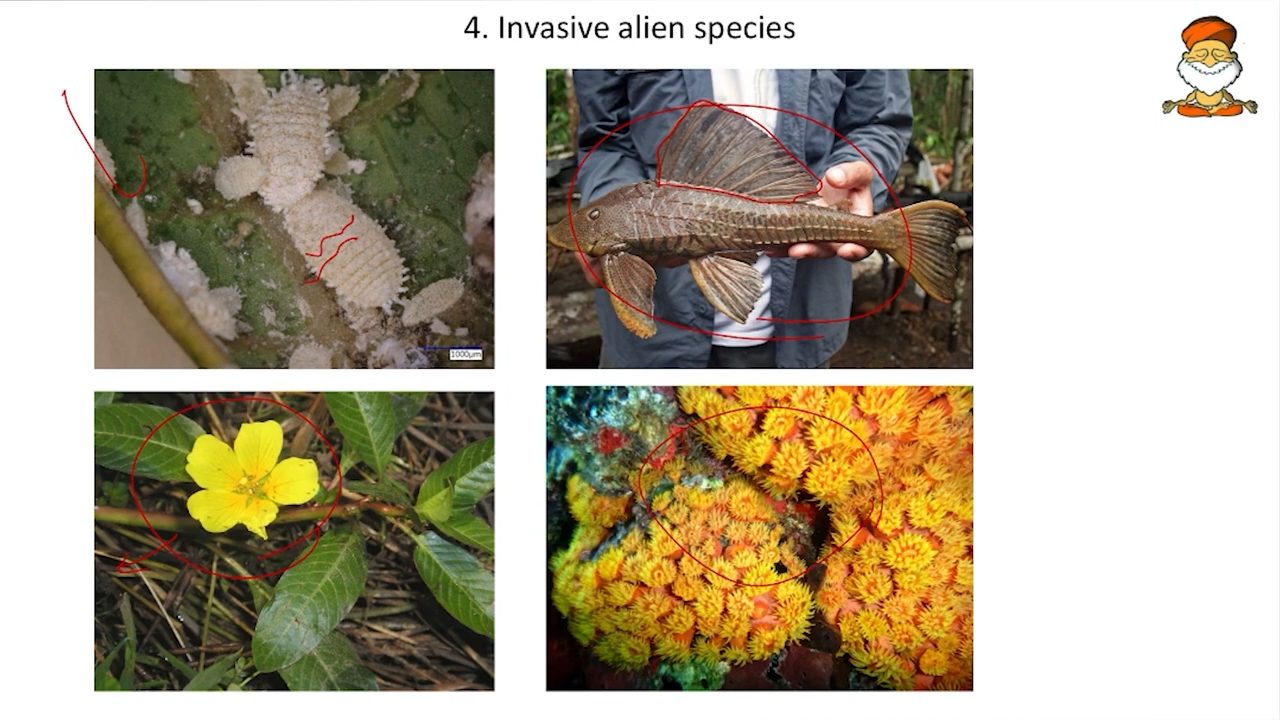 4. Invasive alien species
1000μm